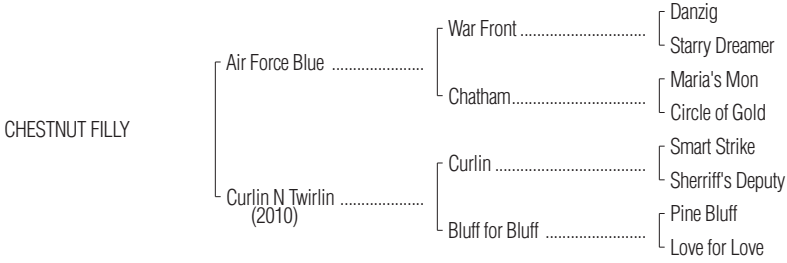 Danzig
War Front ..............................
Starry Dreamer
Air Force Blue ......................
Maria's Mon
Chatham................................
Circle of Gold
CHESTNUT FILLY
Smart Strike
Curlin ....................................
Sherriff's Deputy
Curlin N Twirlin ....................
(2010)
Pine Bluff
Bluff for Bluff ........................
Love for Love